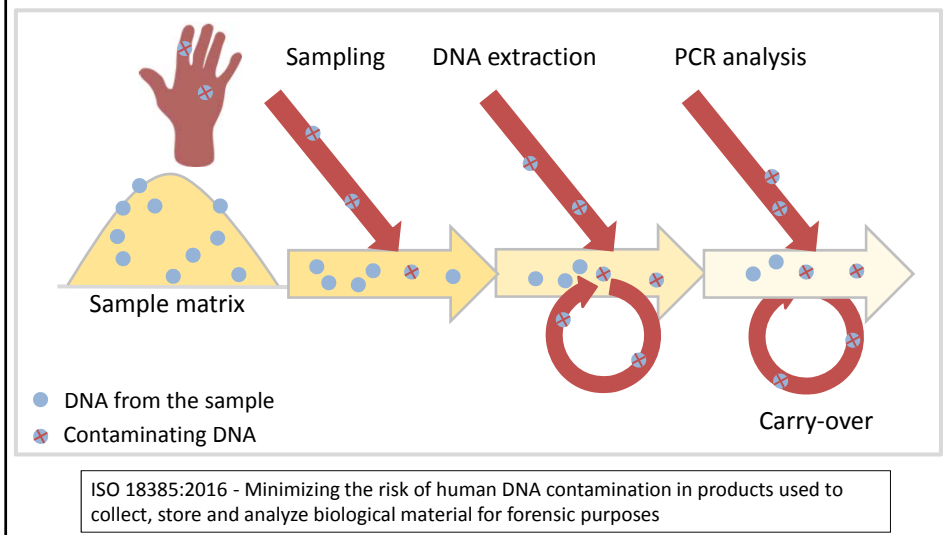 Sampling
DNA extraction
PCR analysis
Sample matrix
DNA from the sample
Contaminating DNA
Carry-over
ISO 18385:2016 - Minimizing the risk of human DNA contamination in products used to
collect, store and analyze biological material for forensic purposes